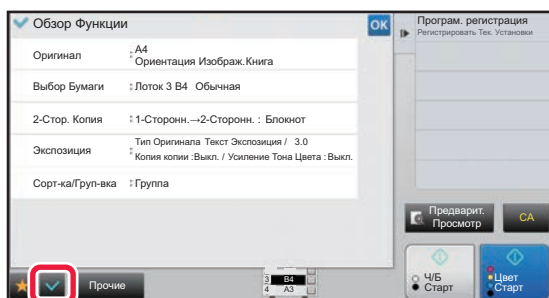 Обзор Функции
OK
Оригинал : A4
Ориентация Изображ.Книга
Выбор Бумаги : Лоток 3 B4 Обычная
2-Стор. Копия : 1-Сторонн.→2-Сторонн. : Блокнот
Экспозиция : Тип Оригинала Текст Экспозиция / 3.0
Копия копии :Выкл. / Усиление Тона Цвета :Выкл.
Сорт-ка/Груп-вка : Группа
Прочие
3 B4
4 A3
Програм. регистрация
Регистрировать Тек. Установки
Предварит.
Просмотр
CA
Ч/Б
Старт
Цвет
Старт